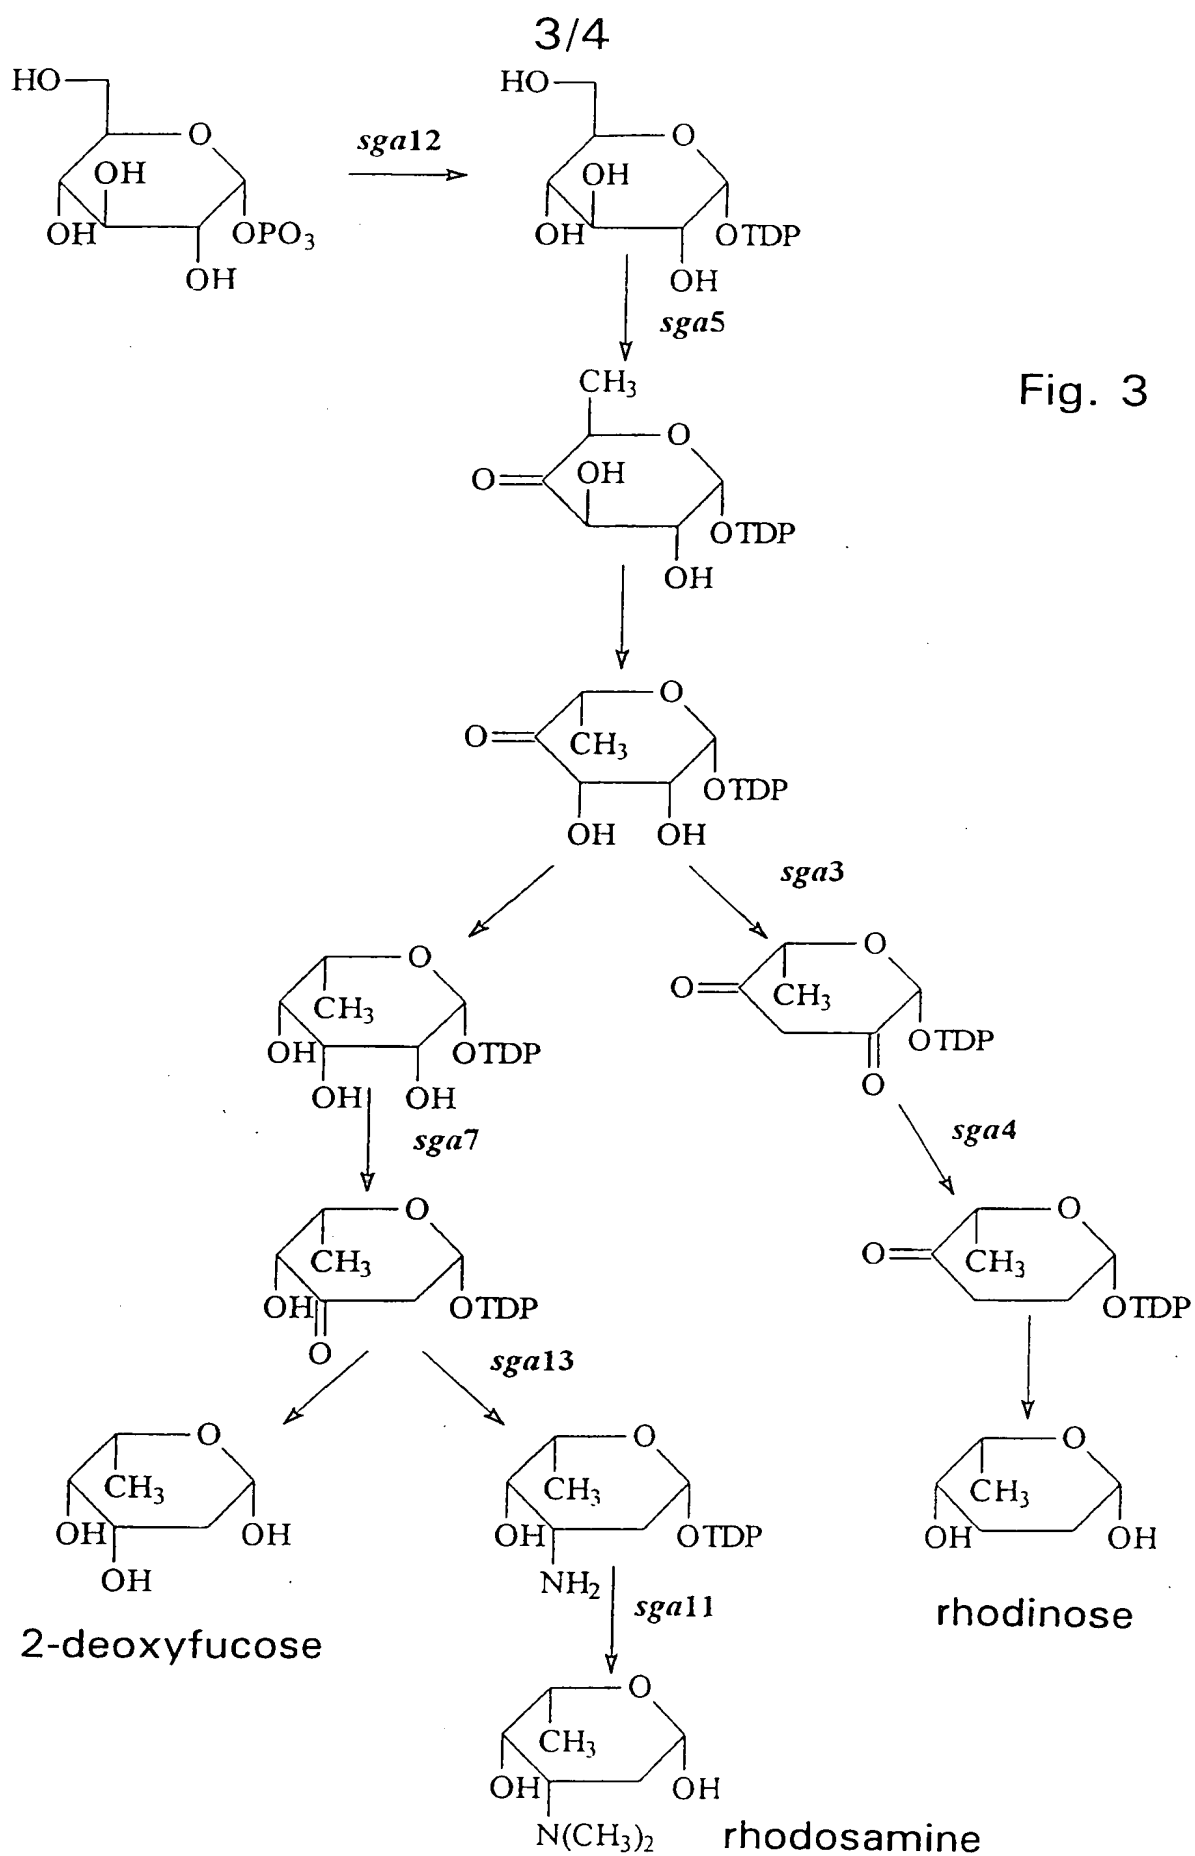 3/4
HO
O
OH
OH
OPO3
OH
sga12
HO
O
OH
OH
OTDP
OH
sga5
Fig. 3
CH3
O
O
OH
OTDP
OH
O
O
CH3
OTDP
OH
OH
sga3
O
CH3
OH
OTDP
OH
OH
O
O
CH3
OTDP
O
sga7
sga4
O
CH3
OH
OTDP
O
O
O
CH3
OTDP
sga13
O
CH3
OH
OH
OH
2-deoxyfucose
O
CH3
OH
OTDP
NH2
O
CH3
OH
OH
rhodinose
sga11
O
CH3
OH
OH
N(CH3)2
rhodosamine